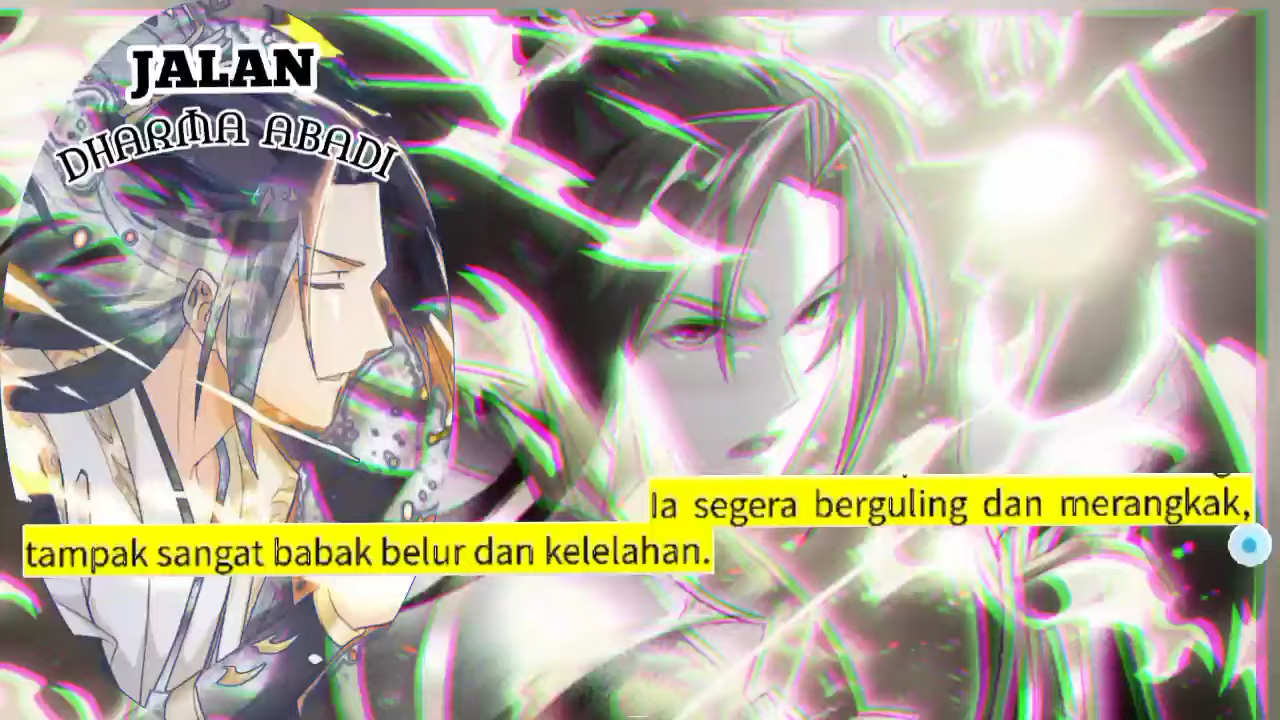 JALAN
DHARMA ABADI
Ia segera berguling dan merangkak,
tampak sangat babak belur dan kelelahan.